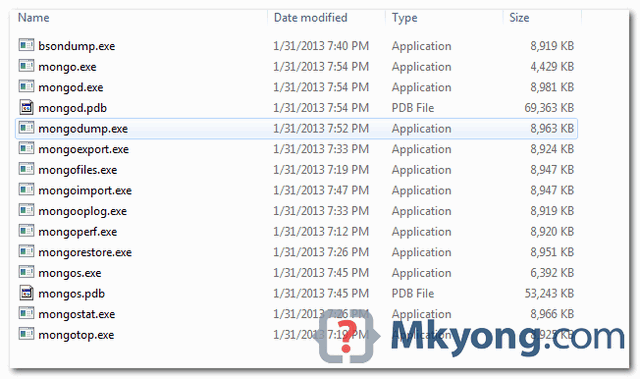 Name Date modified Type Size
bsondump.exe 1/31/2013 7:40 PM Application 8,919 KB
mongo.exe 1/31/2013 7:54 PM Application 4,429 KB
mongod.exe 1/31/2013 7:54 PM Application 8,981 KB
mongod.pdb 1/31/2013 7:54 PM PDB File 69,363 KB
mongodump.exe 1/31/2013 7:52 PM Application 8,963 KB
mongoexport.exe 1/31/2013 7:33 PM Application 8,924 KB
mongofiles.exe 1/31/2013 7:19 PM Application 8,947 KB
mongoimport.exe 1/31/2013 7:47 PM Application 8,947 KB
mongooplog.exe 1/31/2013 7:33 PM Application 8,919 KB
mongoperf.exe 1/31/2013 7:12 PM Application 8,920 KB
mongorestore.exe 1/31/2013 7:26 PM Application 8,951 KB
mongos.exe 1/31/2013 7:45 PM Application 6,392 KB
mongos.pdb 1/31/2013 7:45 PM PDB File 53,243 KB
mongostat.exe 1/31/2013 7:26 PM Application 8,966 KB
mongotop.exe 1/31/2013 7:19 PM Application 8,925 KB
{?} Mkyong.com